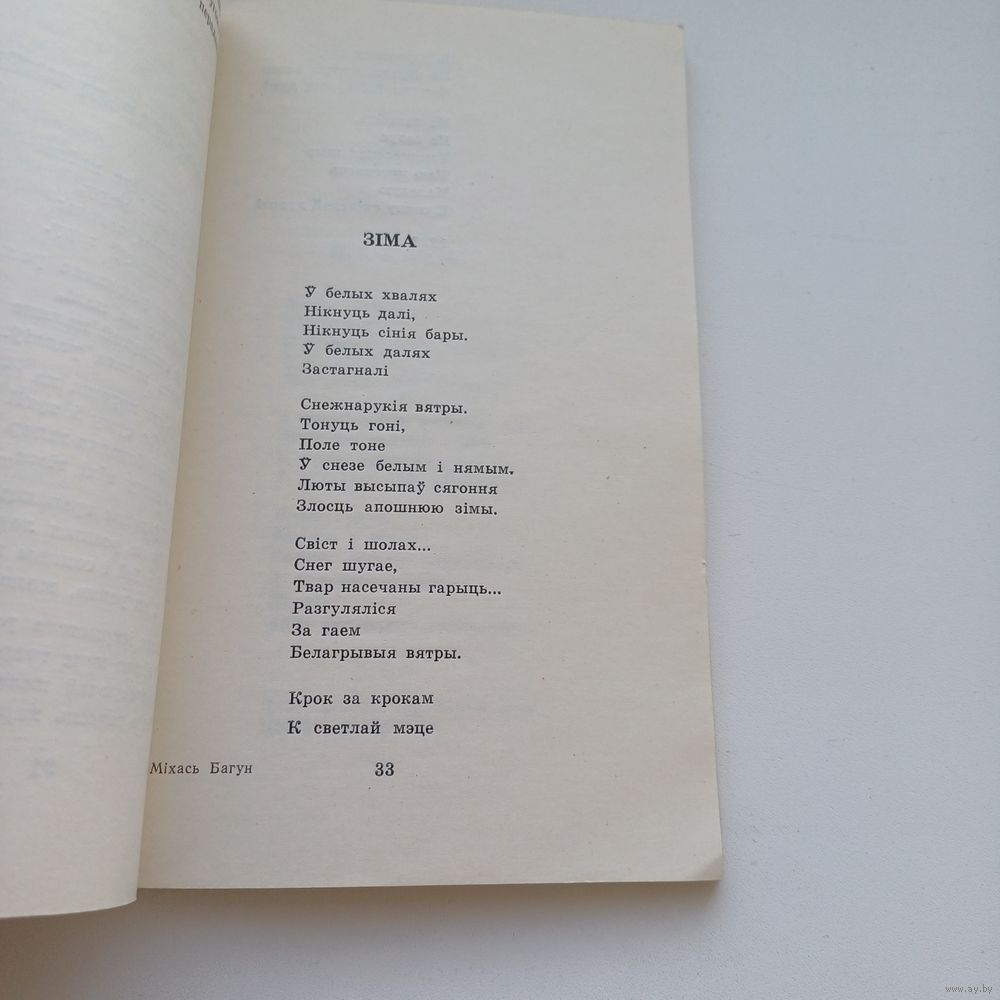 ЗІМА
Ў белых хвалях
Нікнуць далі,
Нікнуць сінія бары.
Ў белых далях
Застагналі
Снежнарукія вятры.
Тонуць гоні,
Поле тоне
Ў снезе белым і нямым.
Люты высыпаў сягоння
Злосць апошнюю зімы.
Свіст і шолах...
Снег шугае,
Твар насечаны гарыць...
Разгуляліся
За гаем
Белагрывыя вятры.
Крок за крокам
К светлай мэце
Міхась Багун 33
www.ay.by